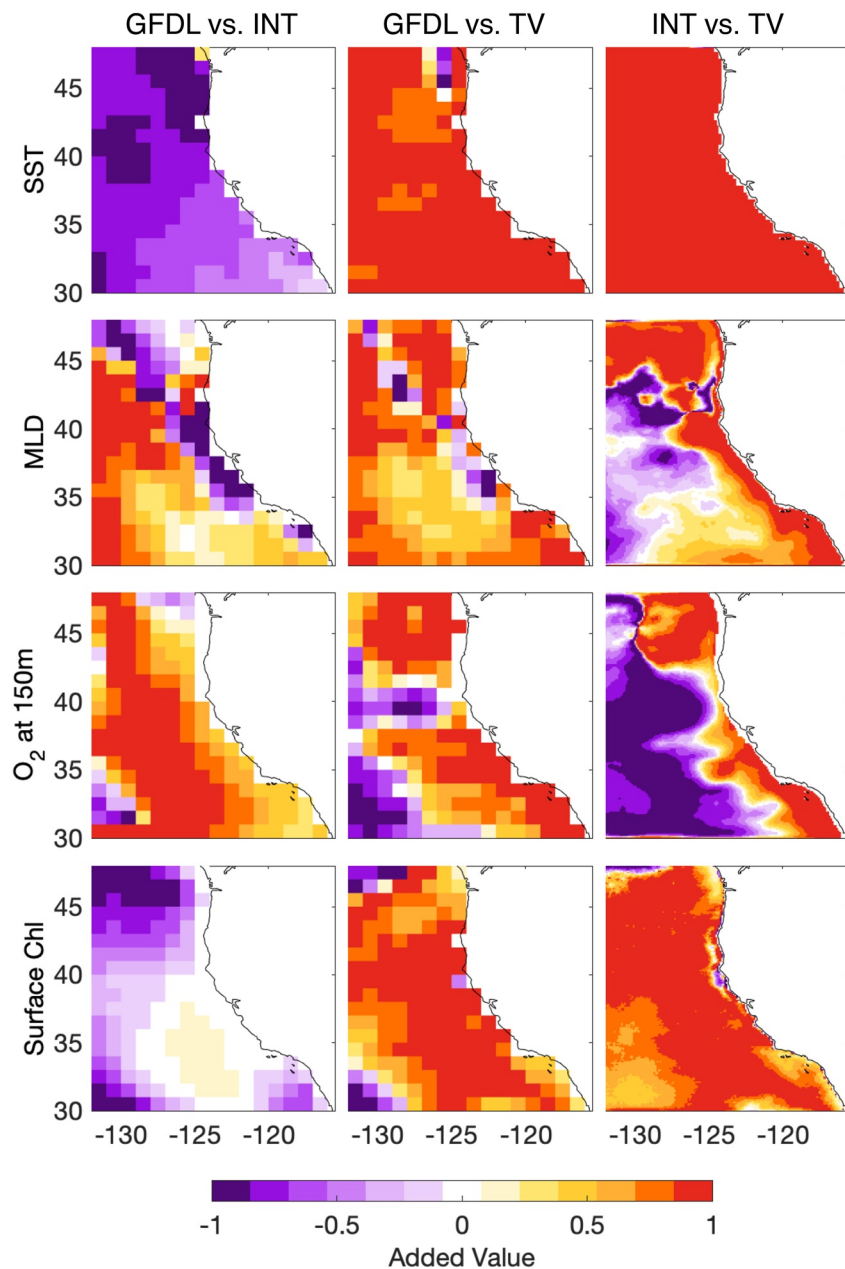 GFDL vs. INT GFDL vs. TV INT vs. TV
SST
45
40
35
30
MLD
45
40
35
30
O₂ at 150m
45
40
35
30
Surface Chl
45
40
35
30
-130 -125 -120 -130 -125 -120 -130 -125 -120
-1 -0.5 0 0.5 1
Added Value